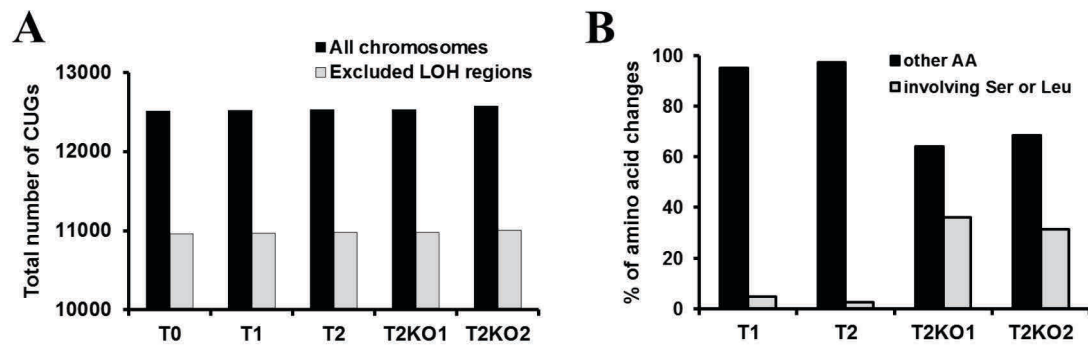 A
All chromosomes
Excluded LOH regions
Total number of CUGs
13000
12000
11000
10000
T0 T1 T2 T2KO1 T2KO2
B
other AA
involving Ser or Leu
% of amino acid changes
100
80
60
40
20
0
T1 T2 T2KO1 T2KO2